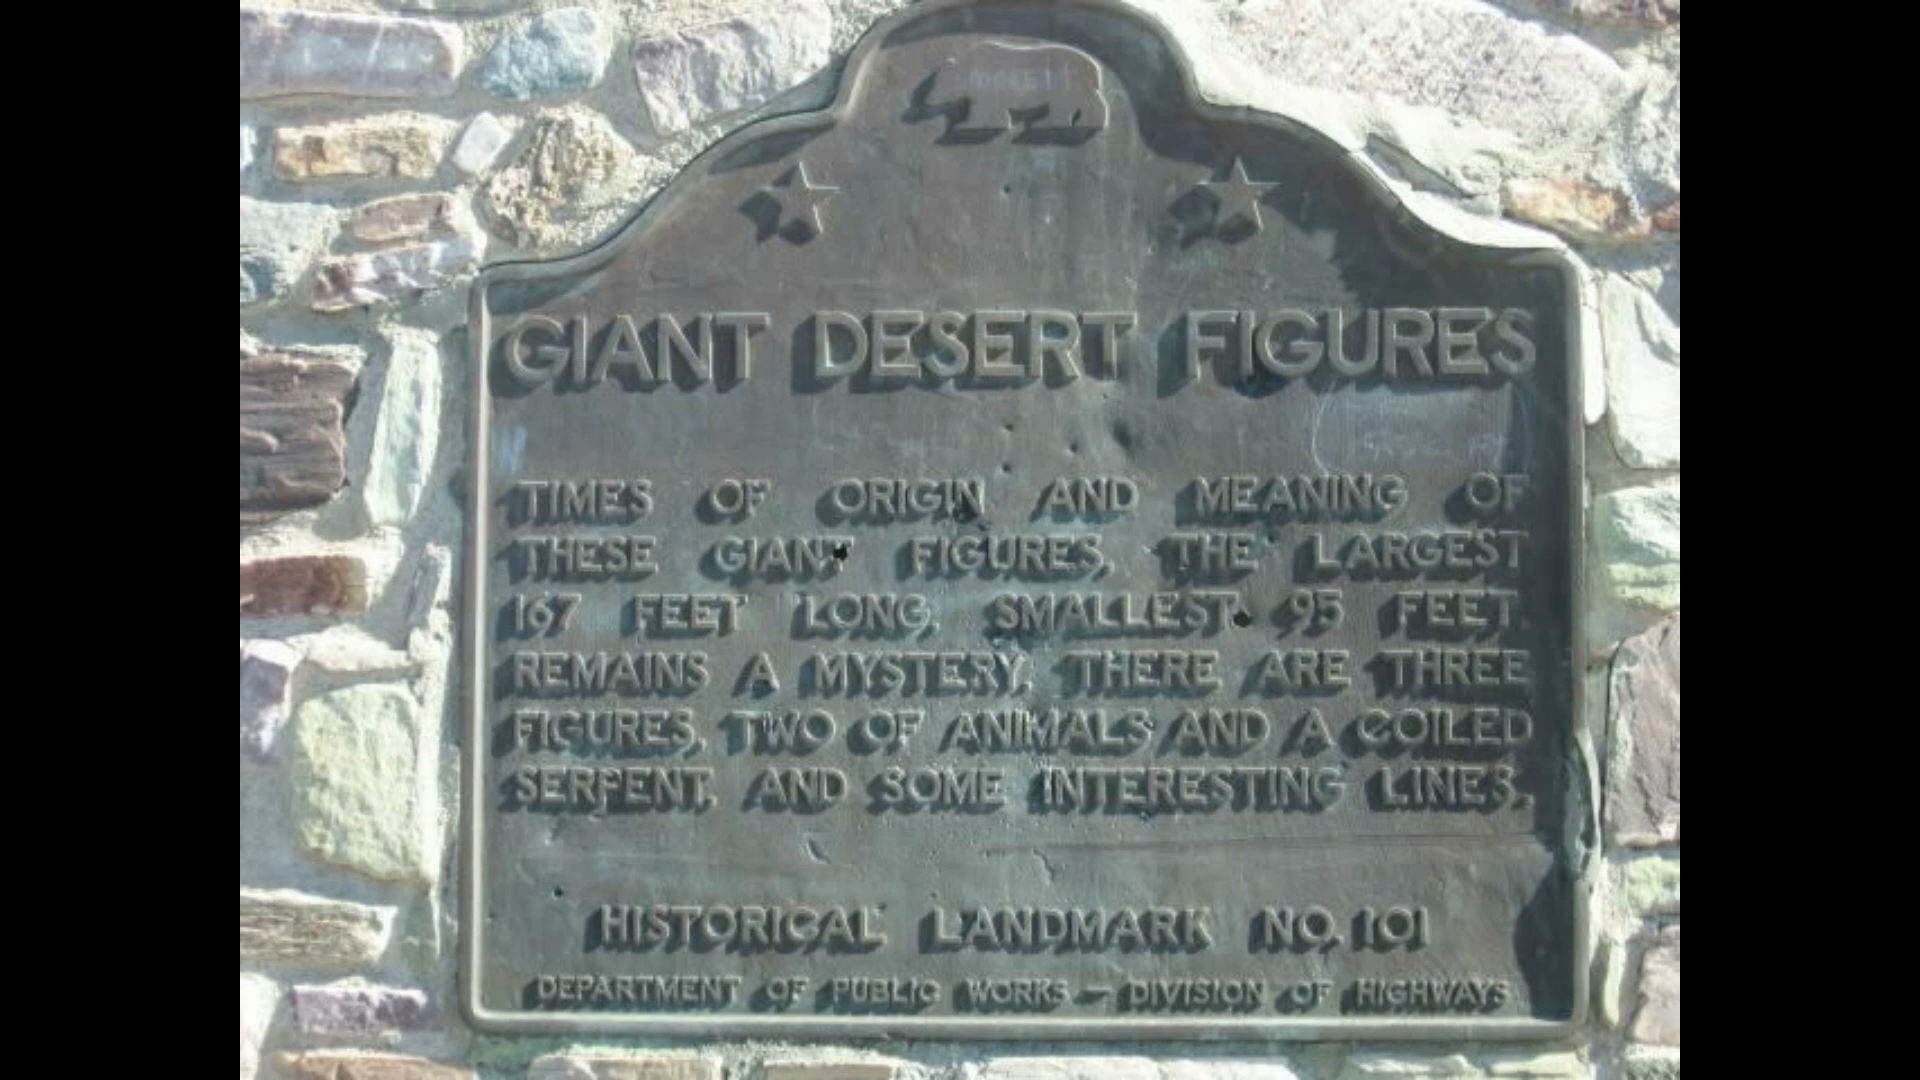 GIANT DESERT FIGURES
TIMES OF ORIGIN AND MEANING OF
THESE GIANT FIGURES, THE LARGEST
167 FEET LONG, SMALLEST 95 FEET,
REMAINS A MYSTERY. THERE ARE THREE
FIGURES, TWO OF ANIMALS AND A COILED
SERPENT, AND SOME INTERESTING LINES.
HISTORICAL LANDMARK NO. 101
DEPARTMENT OF PUBLIC WORKS — DIVISION OF HIGHWAYS